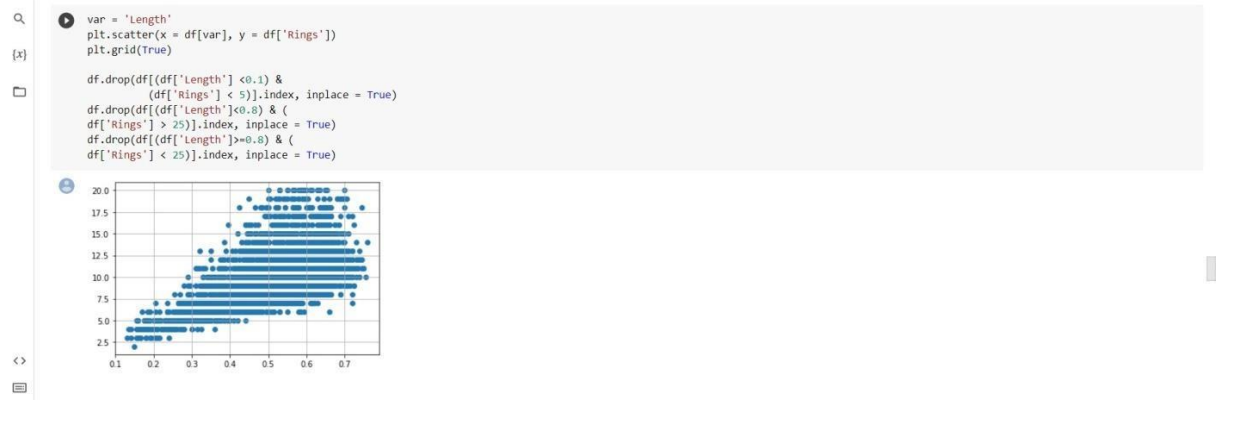 var = 'Length'
plt.scatter(x = df[var], y = df['Rings'])
plt.grid(True)
{x}
df.drop(df[(df['Length'] <0.1) &
(df['Rings'] < 5)].index, inplace = True)
df.drop(df[(df['Length']<0.8) & (
df['Rings'] > 25)].index, inplace = True)
df.drop(df[(df['Length']>=0.8) & (
df['Rings'] < 25)].index, inplace = True)
20.0
17.5
15.0
12.5
10.0
7.5
5.0
2.5
0.1 0.2 0.3 0.4 0.5 0.6 0.7
<>